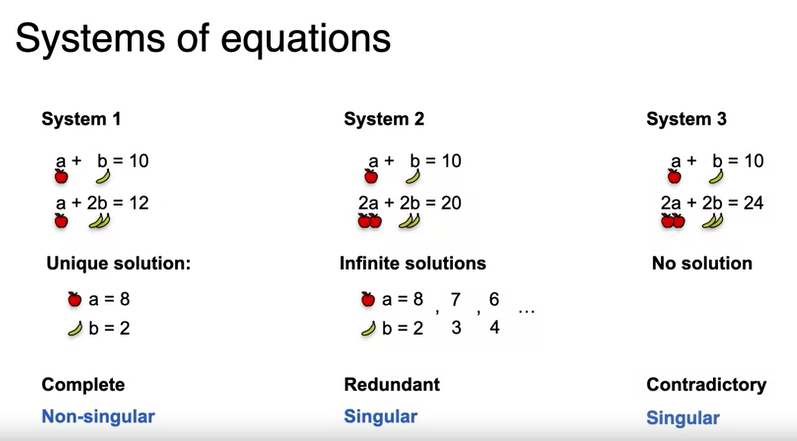 Systems of equations
System 1
a + b = 10
a + 2b = 12
Unique solution:
a = 8
b = 2
Complete
Non-singular
System 2
a + b = 10
2a + 2b = 20
Infinite solutions
a = 8 , 7 , 6 ...
b = 2 3 4
Redundant
Singular
System 3
a + b = 10
2a + 2b = 24
No solution
Contradictory
Singular